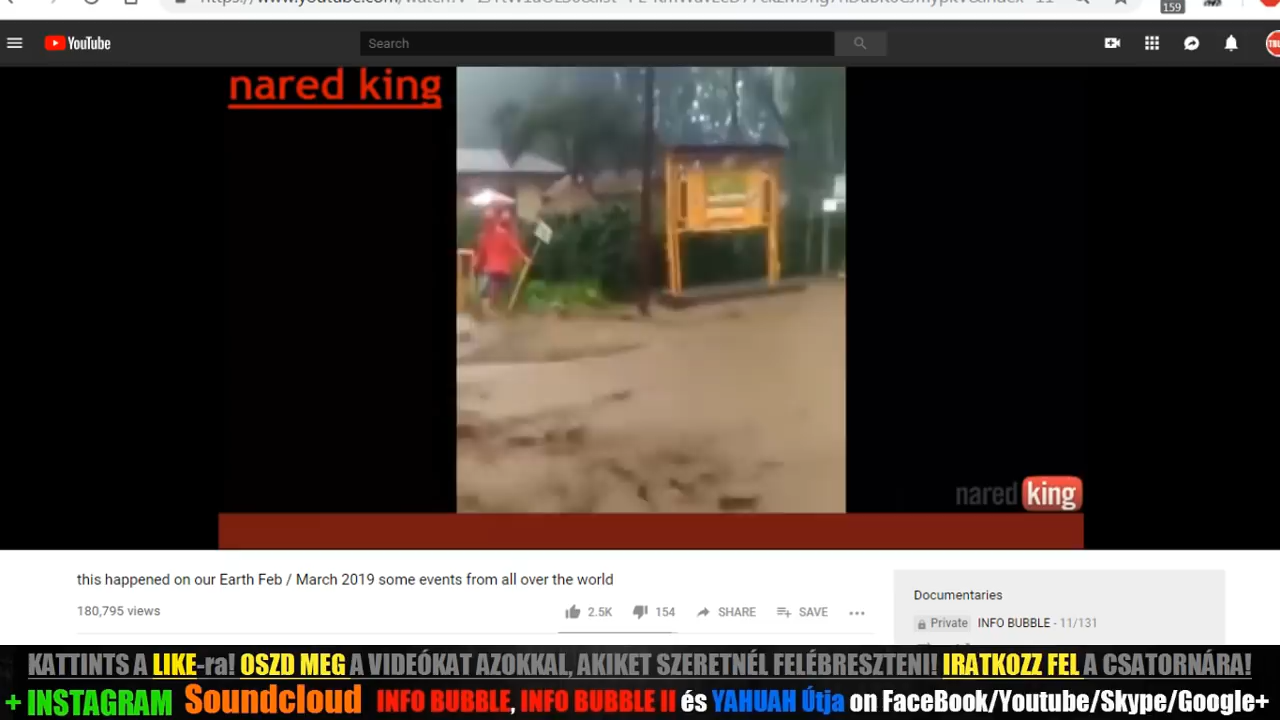 159
YouTube
Search
nared king
nared king
this happened on our Earth Feb / March 2019 some events from all over the world
180,795 views
2.5K
154
SHARE
SAVE
Documentaries
Private INFO BUBBLE - 11/131
KATTINTS A LIKE-ra! OSZD MEG A VIDEÓKAT AZOKKAL, AKIKET SZERETNÉL FELÉBRESZTENI! IRATKOZZ FEL A CSATORNÁRA!
+ INSTAGRAM Soundcloud INFO BUBBLE, INFO BUBBLE II és YAHUAH Útja on FaceBook/Youtube/Skype/Google+